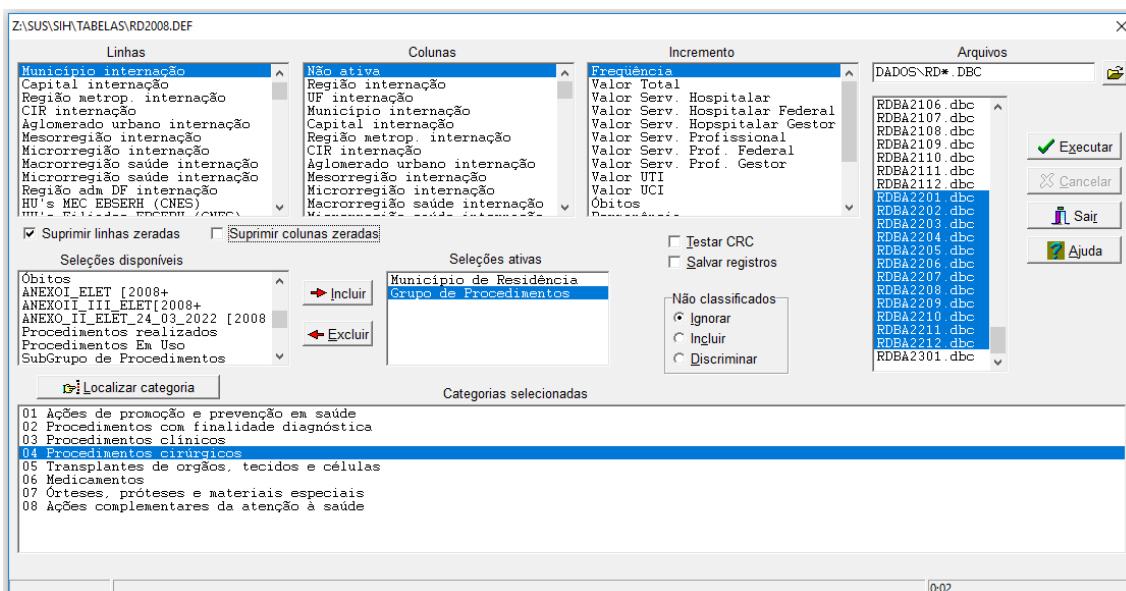 Z:\SUS\SIH\TABELAS\RD2008.DEF
Linhas
Município internação
Capital internação
Região metrop. internação
CIR internação
Aglomerado urbano internação
Mesorregião internação
Microrregião internação
Macrorregião saúde internação
Microrregião saúde internação
Região adm DF internação
HU's MEC EBSERH (CNES)
Colunas
Não ativa
Região internação
UF internação
Município internação
Capital internação
Região metrop. internação
CIR internação
Aglomerado urbano internação
Mesorregião internação
Microrregião internação
Macrorregião saúde internação
Incremento
Freqüência
Valor Total
Valor Serv. Hospitalar
Valor Serv. Hospitalar Federal
Valor Serv. Hopspitalar Gestor
Valor Serv. Profissional
Valor Serv. Prof. Federal
Valor Serv. Prof. Gestor
Valor UTI
Valor UCI
Óbitos
Arquivos
DADOS\RD*.DBC
RDBA2106.dbc
RDBA2107.dbc
RDBA2108.dbc
RDBA2109.dbc
RDBA2110.dbc
RDBA2111.dbc
RDBA2112.dbc
RDBA2201.dbc
RDBA2202.dbc
RDBA2203.dbc
RDBA2204.dbc
RDBA2205.dbc
RDBA2206.dbc
RDBA2207.dbc
RDBA2208.dbc
RDBA2209.dbc
RDBA2210.dbc
RDBA2211.dbc
RDBA2212.dbc
RDBA2301.dbc
Executar
Cancelar
Sair
Ajuda
Suprimir linhas zeradas
Suprimir colunas zeradas
Testar CRC
Salvar registros
Seleções disponíveis
Óbitos
ANEXOI_ELET [2008+
ANEXOI_III_ELET[2008+
ANEXO_II_ELET_24_03_2022 [2008
Procedimentos realizados
Procedimentos Em Uso
SubGrupo de Procedimentos
Incluir
Excluir
Seleções ativas
Município de Residência
Grupo de Procedimentos
Não classificados
Ignorar
Incluir
Discriminar
Localizar categoria
Categorias selecionadas
01 Ações de promoção e prevenção em saúde
02 Procedimentos com finalidade diagnóstica
03 Procedimentos clínicos
04 Procedimentos cirúrgicos
05 Transplantes de orgãos, tecidos e células
06 Medicamentos
07 Órteses, próteses e materiais especiais
08 Ações complementares da atenção à saúde
0:02